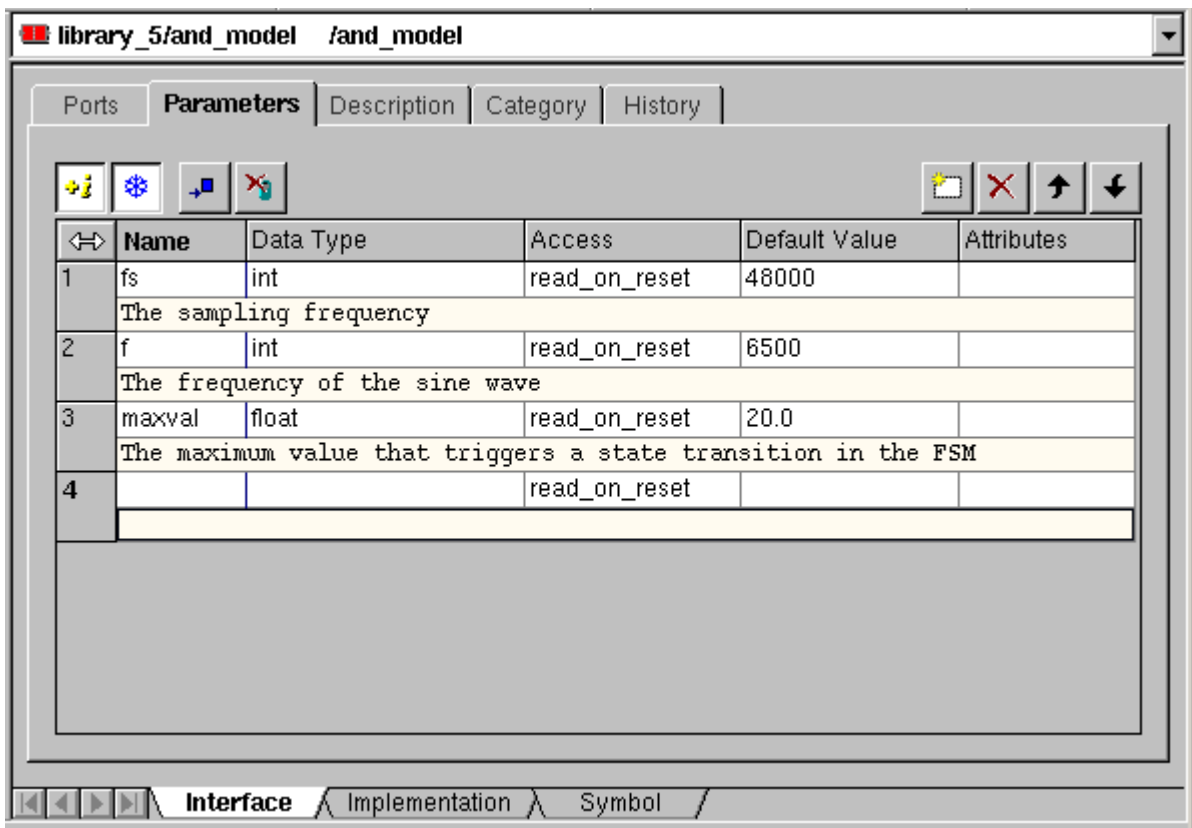 library_5/and_model /and_model
Ports Parameters Description Category History
Name Data Type Access Default Value Attributes
1 fs int read_on_reset 48000
The sampling frequency
2 f int read_on_reset 6500
The frequency of the sine wave
3 maxval float read_on_reset 20.0
The maximum value that triggers a state transition in the FSM
4 read_on_reset
Interface Implementation Symbol